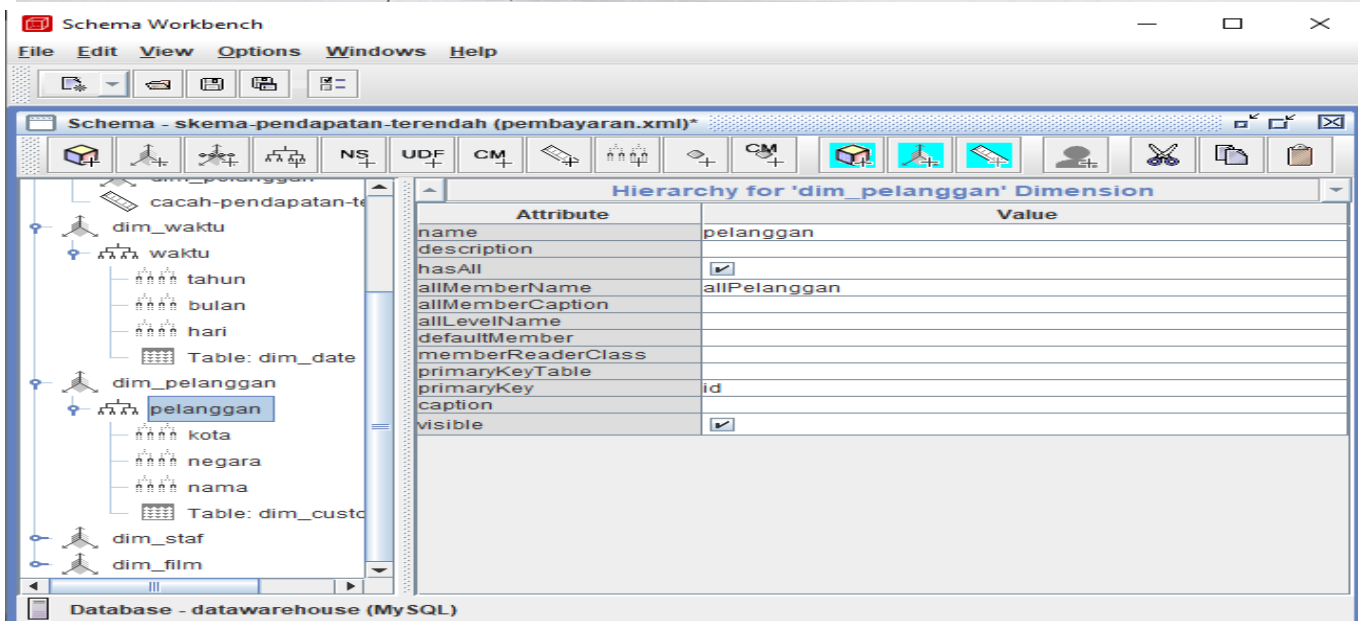 Schema Workbench
File Edit View Options Windows Help
Schema - skema-pendapatan-terendah (pembayaran.xml)*
NS UDF CM CM
dim_pelanggan
cacah-pendapatan-te
dim_waktu
waktu
tahun
bulan
hari
Table: dim_date
dim_pelanggan
pelanggan
kota
negara
nama
Table: dim_custo
dim_staf
dim_film
Hierarchy for 'dim_pelanggan' Dimension
Attribute Value
name pelanggan
description
hasAll
allMemberName allPelanggan
allMemberCaption
allLevelName
defaultMember
memberReaderClass
primaryKeyTable
primaryKey id
caption
visible
Database - datawarehouse (MySQL)